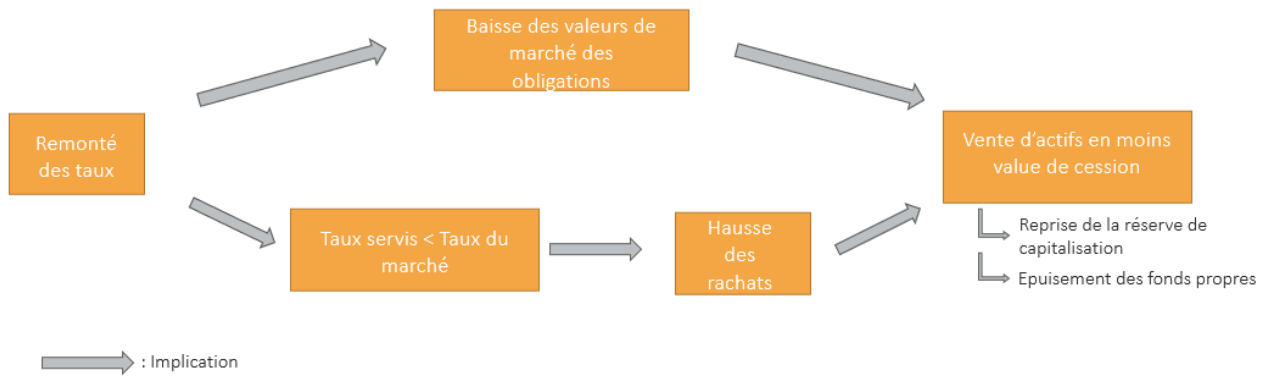 Baisse des valeurs de
marché des
obligations
Remonté
des taux
Vente d’actifs en moins
value de cession
Taux servis < Taux du
marché
Hausse
des
rachats
Reprise de la réserve de
capitalisation
Epuisement des fonds propres
: Implication